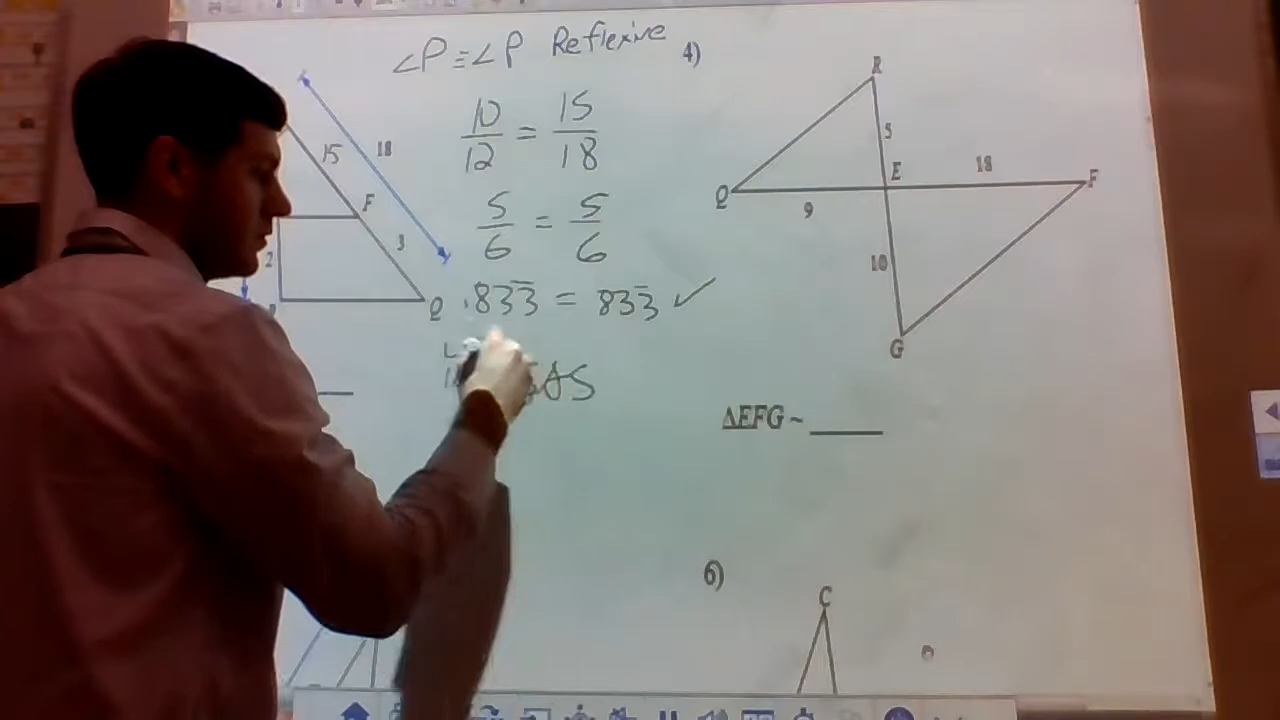 ∠P ≅ ∠P Reflexive
10/12 = 15/18
5/6 = 5/6
.833̅ = 833̅ ✓
SAS
15
18
F
3
2
Q
4)
R
5
E
18
F
Q
9
10
G
ΔEFG ~ ______
6)
C